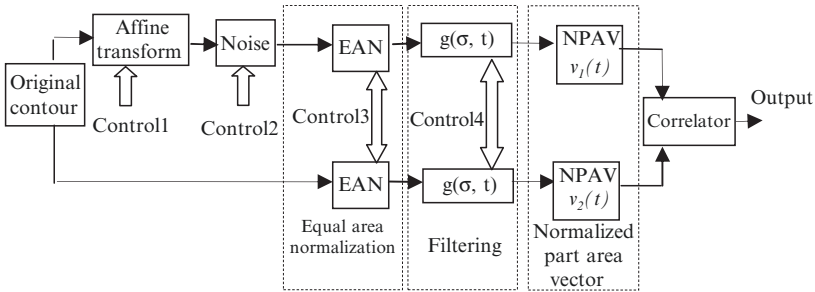 Original
contour
Affine
transform
Noise
Control1
Control2
EAN
Control3
EAN
Equal area
normalization
g(σ, t)
Control4
g(σ, t)
Filtering
NPAV
v₁(t)
NPAV
v₂(t)
Normalized
part area
vector
Correlator
Output